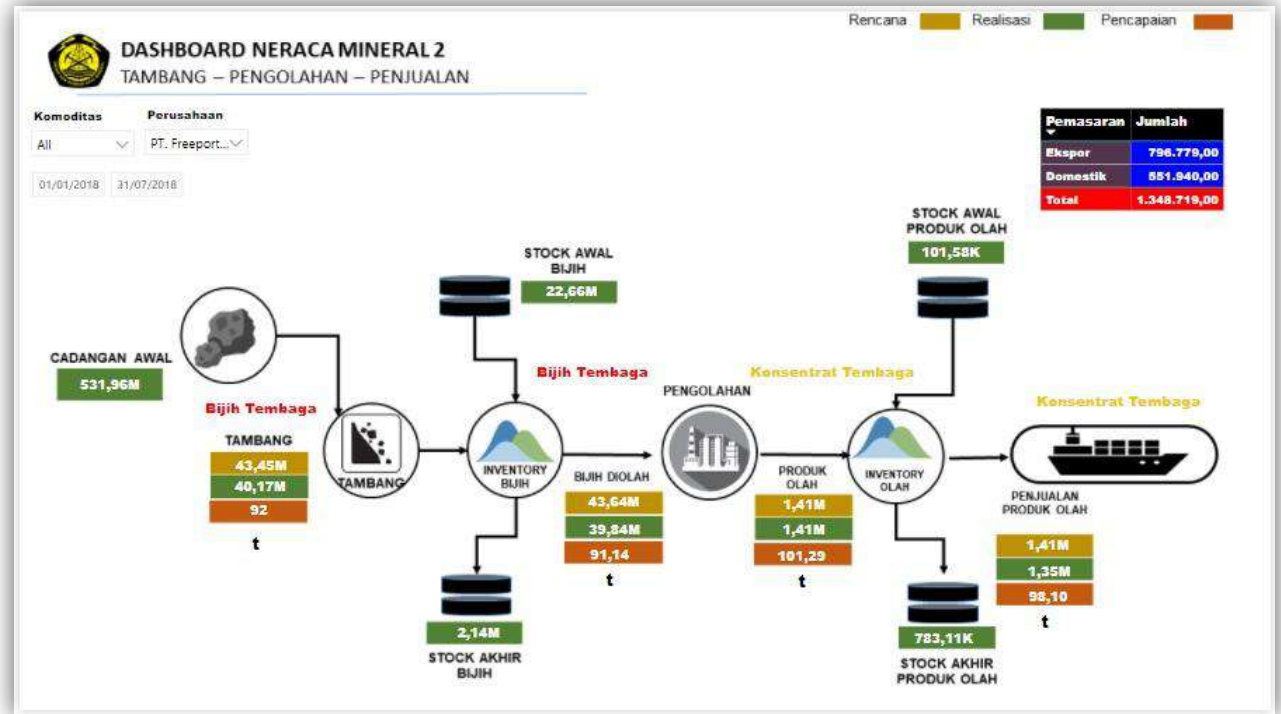 Rencana Realisasi Pencapaian
DASHBOARD NERACA MINERAL 2
TAMBANG – PENGOLAHAN – PENJUALAN
Komoditas Perusahaan
All PT. Freeport...
01/01/2018 31/07/2018
Pemasaran Jumlah
Ekspor 796.779,00
Domestik 551.940,00
Total 1.348.719,00
STOCK AWAL
PRODUK OLAH
101,58K
STOCK AWAL
BIJIH
22,66M
CADANGAN AWAL
531,96M
Bijih Tembaga
TAMBANG
43,45M
40,17M
92
t
TAMBANG
INVENTORY
BIJIH
Bijih Tembaga
BIJIH DIOLAH
43,64M
39,84M
91,14
t
PENGOLAHAN
Konsentrat Tembaga
PRODUK
OLAH
1,41M
1,41M
101,29
t
INVENTORY
OLAH
Konsentrat Tembaga
PENJUALAN
PRODUK OLAH
1,41M
1,35M
98,10
t
2,14M
STOCK AKHIR
BIJIH
783,11K
STOCK AKHIR
PRODUK OLAH